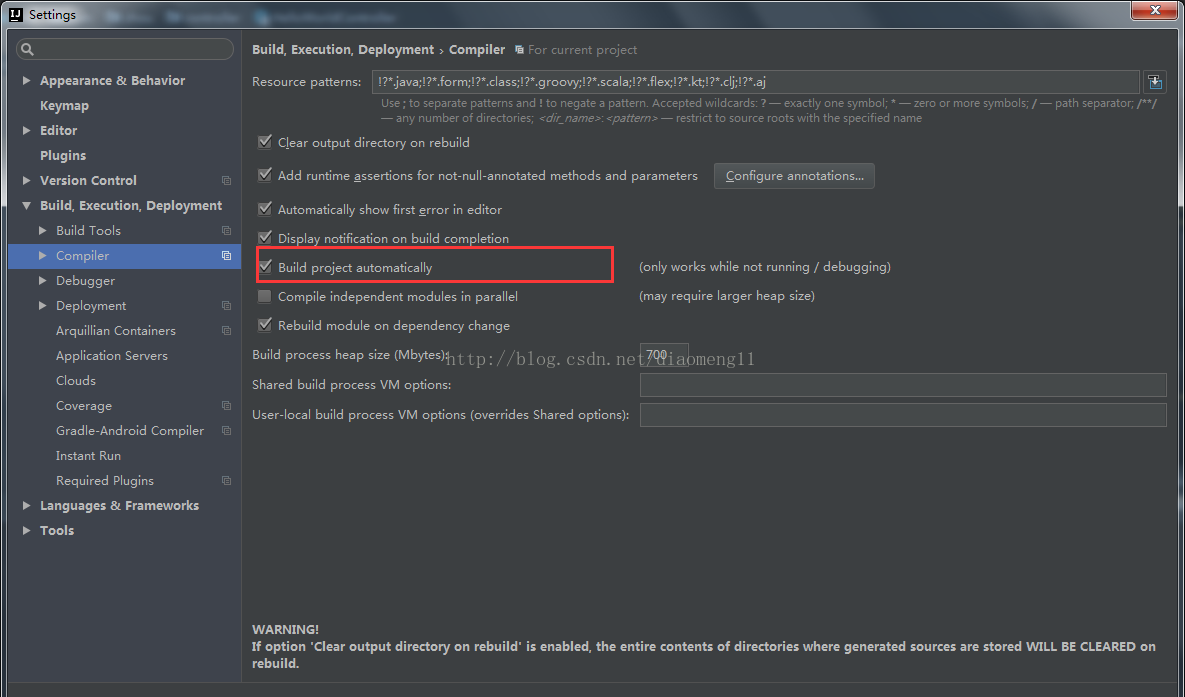 IJ Settings
Appearance & Behavior
Keymap
Editor
Plugins
Version Control
Build, Execution, Deployment
Build Tools
Compiler
Debugger
Deployment
Arquillian Containers
Application Servers
Clouds
Coverage
Gradle-Android Compiler
Instant Run
Required Plugins
Languages & Frameworks
Tools
Build, Execution, Deployment › Compiler For current project
Resource patterns: !?*.java;!?*.form;!?*.class;!?*.groovy;!?*.scala;!?*.flex;!?*.kt;!?*.clj;!?*.aj
Use ; to separate patterns and ! to negate a pattern. Accepted wildcards: ? — exactly one symbol; * — zero or more symbols; / — path separator; /**/
— any number of directories; <dir_name>:<pattern> — restrict to source roots with the specified name
Clear output directory on rebuild
Add runtime assertions for not-null-annotated methods and parameters Configure annotations...
Automatically show first error in editor
Display notification on build completion
Build project automatically (only works while not running / debugging)
Compile independent modules in parallel (may require larger heap size)
Rebuild module on dependency change
Build process heap size (Mbytes): 700
http://blog.csdn.net/diaomeng11
Shared build process VM options:
User-local build process VM options (overrides Shared options):
WARNING!
If option 'Clear output directory on rebuild' is enabled, the entire contents of directories where generated sources are stored WILL BE CLEARED on
rebuild.